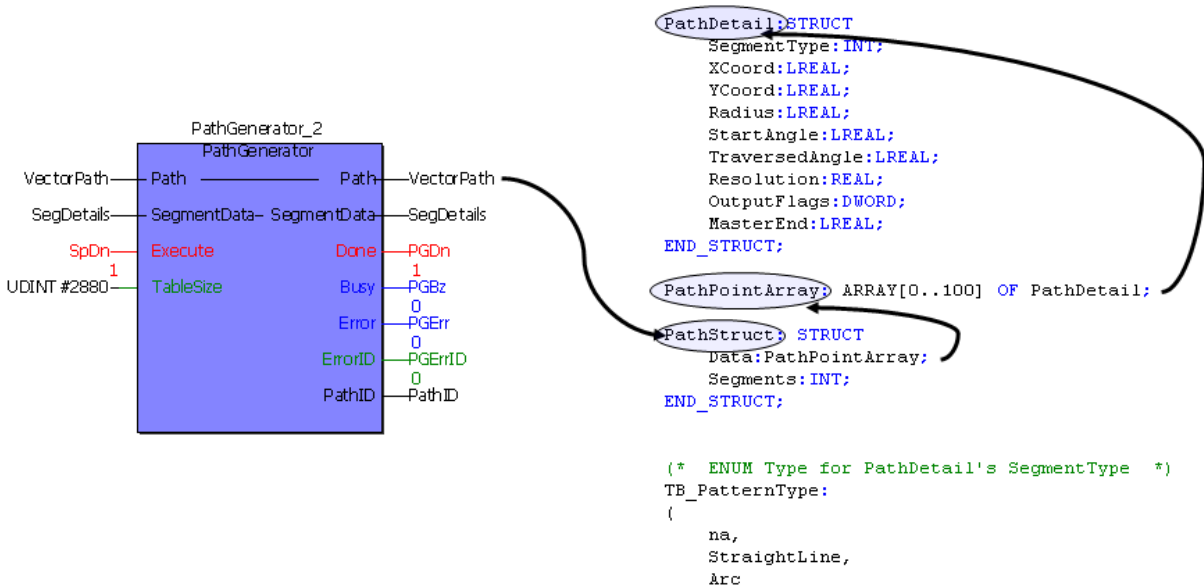 PathGenerator_2
PathGenerator
VectorPath Path Path VectorPath
SegDetails SegmentData SegmentData SegDetails
SpDn Execute Done PGDn
1 1
UDINT #2880 TableSize Busy PGBz
0
Error PGErr
0
ErrorID PGErrID
0
PathID PathID
PathDetail:STRUCT
SegmentType:INT;
XCoord:LREAL;
YCoord:LREAL;
Radius:LREAL;
StartAngle:LREAL;
TraversedAngle:LREAL;
Resolution:REAL;
OutputFlags:DWORD;
MasterEnd:LREAL;
END_STRUCT;
PathPointArray: ARRAY[0..100] OF PathDetail;
PathStruct: STRUCT
Data:PathPointArray;
Segments:INT;
END_STRUCT;
(* ENUM Type for PathDetail's SegmentType *)
TB_PatternType:
(
na,
StraightLine,
Arc